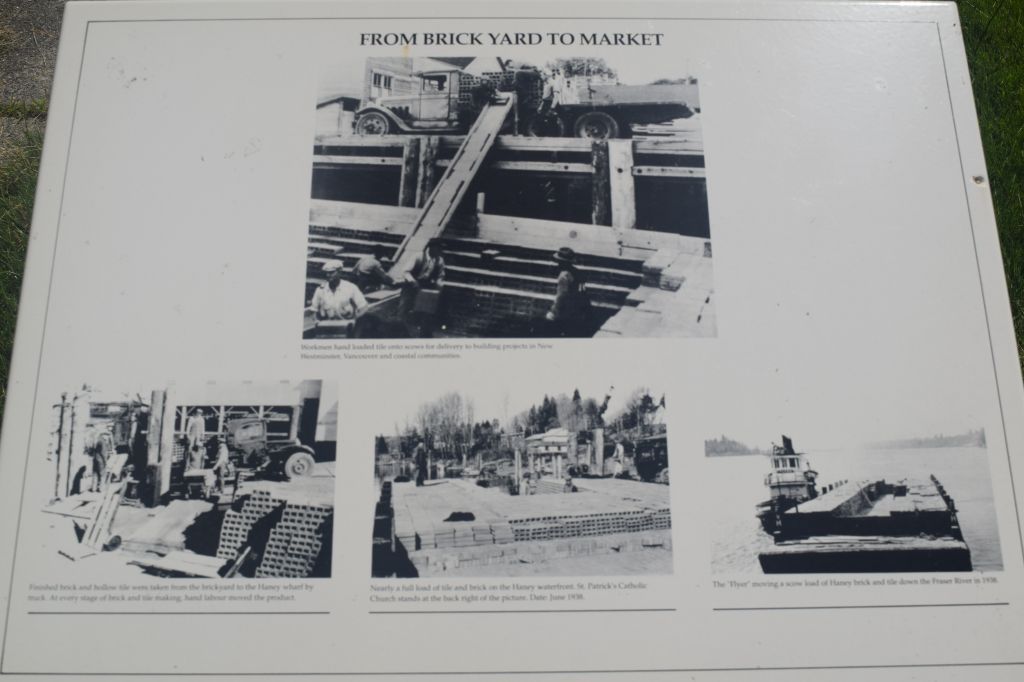 FROM BRICK YARD TO MARKET
Workmen hand loaded tile onto scows for delivery to building projects in New
Westminster, Vancouver and coastal communities.
Finished brick and hollow tile were taken from the brickyard to the Haney wharf by
truck. At every stage of brick and tile making, hand labour moved the product.
Nearly a full load of tile and brick on the Haney waterfront. St. Patrick's Catholic
Church stands at the back right of the picture. Date: June 1938.
The "Flyer" moving a scow load of Haney brick and tile down the Fraser River in 1938.